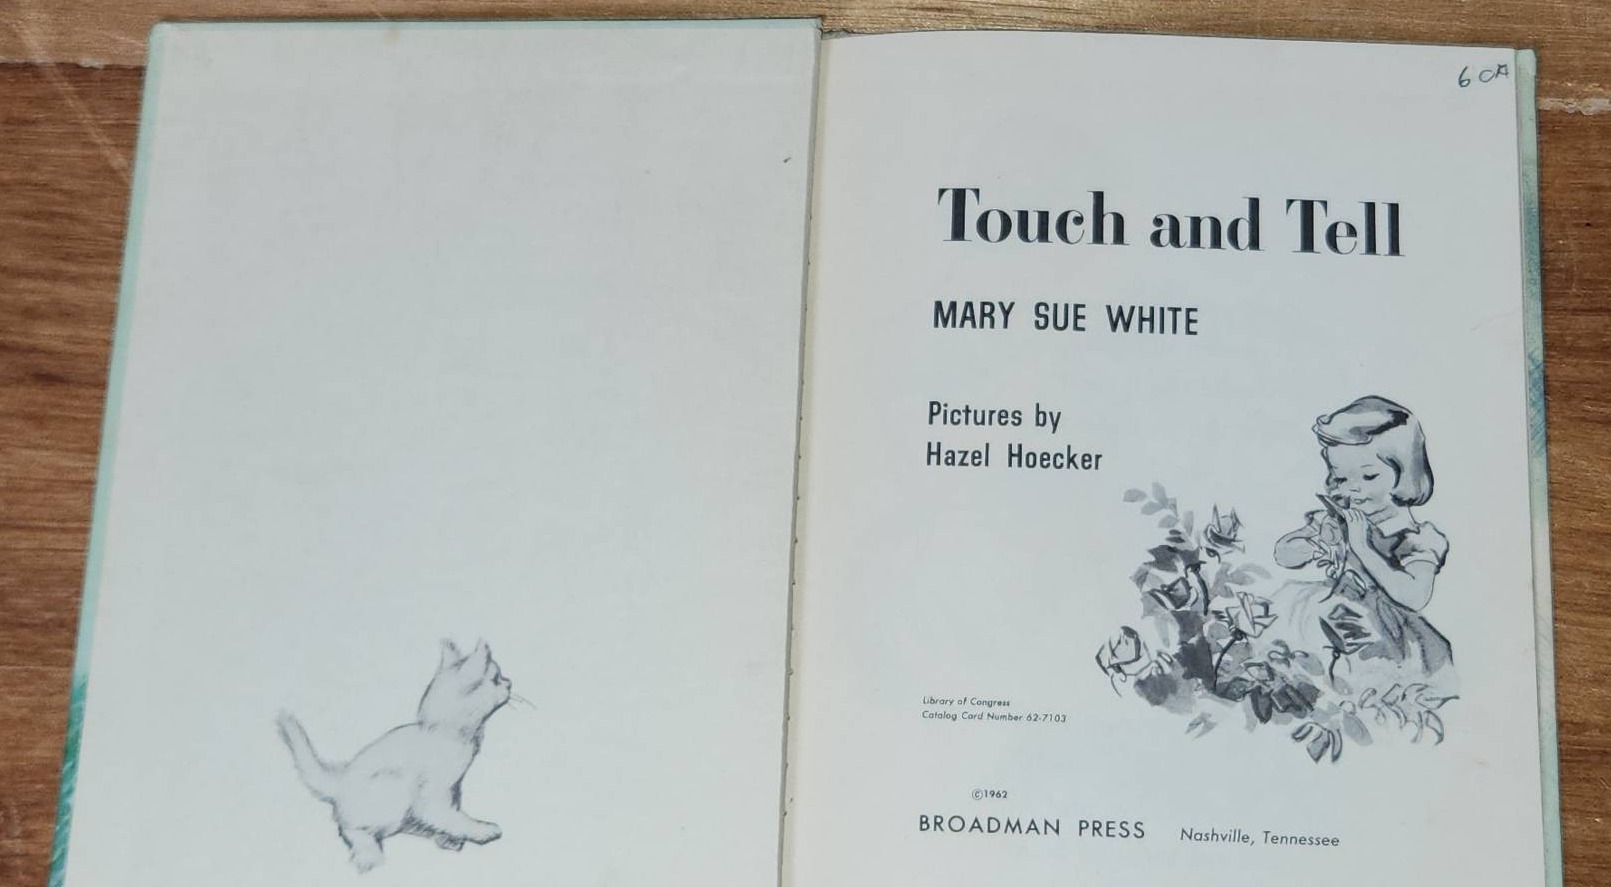 Touch and Tell
MARY SUE WHITE
Pictures by
Hazel Hoecker
Library of Congress
Catalog Card Number 62-7103
©1962
BROADMAN PRESS Nashville, Tennessee